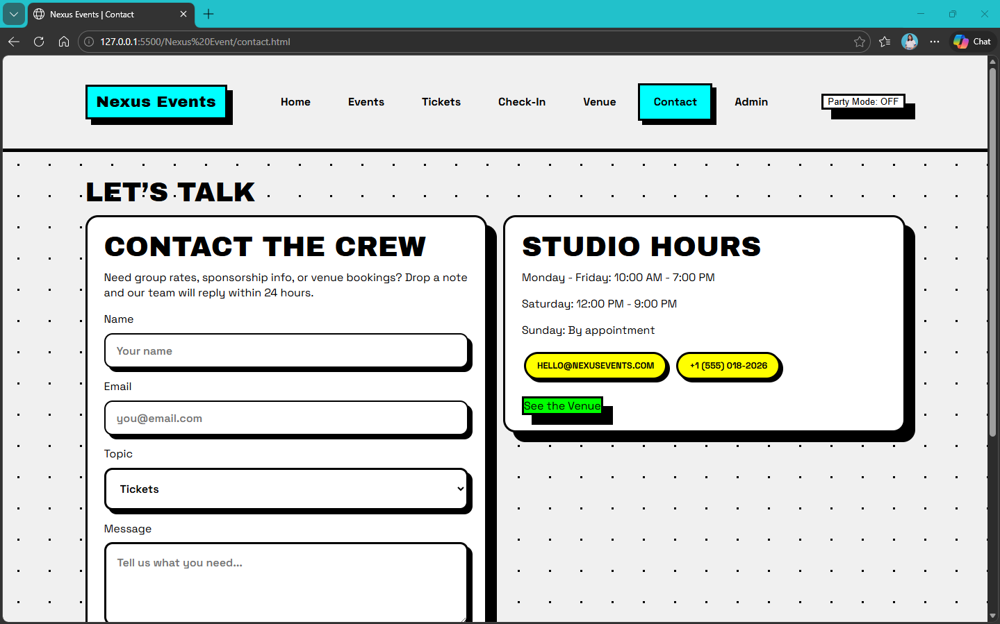 Nexus Events | Contact
127.0.0.1:5500/Nexus%20Event/contact.html
Chat
Nexus Events
Home
Events
Tickets
Check-In
Venue
Contact
Admin
Party Mode: OFF
LET’S TALK
CONTACT THE CREW
Need group rates, sponsorship info, or venue bookings? Drop a note
and our team will reply within 24 hours.
Name
Your name
Email
you@email.com
Topic
Tickets
Message
Tell us what you need...
STUDIO HOURS
Monday - Friday: 10:00 AM - 7:00 PM
Saturday: 12:00 PM - 9:00 PM
Sunday: By appointment
HELLO@NEXUSEVENTS.COM
+1 (555) 018-2026
See the Venue